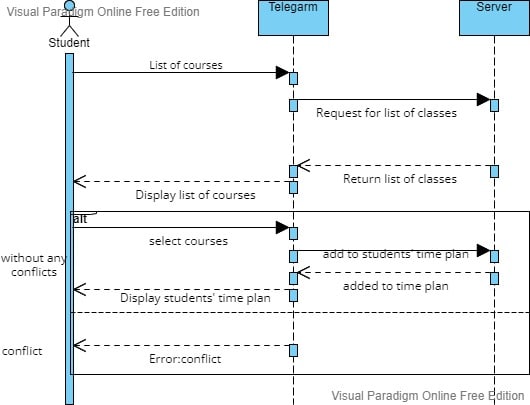 Visual Paradigm Online Free Edition
Telegarm
Server
Student
List of courses
Request for list of classes
Return list of classes
Display list of courses
alt
select courses
without any
conflicts
add to students' time plan
added to time plan
Display students' time plan
conflict
Error:conflict
Visual Paradigm Online Free Edition